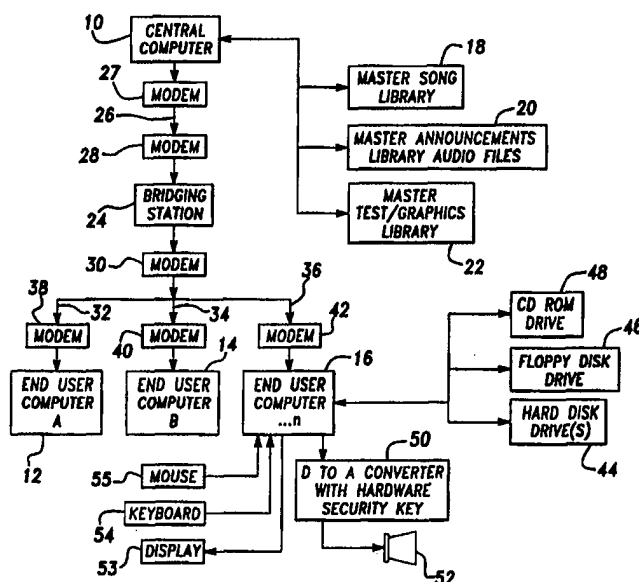 10
CENTRAL
COMPUTER
27
MODEM
26
28
MODEM
24
BRIDGING
STATION
30
MODEM
18
MASTER SONG
LIBRARY
20
MASTER ANNOUNCEMENTS
LIBRARY AUDIO FILES
MASTER
TEST/GRAPHICS
LIBRARY
22
38
32
MODEM
34
MODEM
40
14
36
MODEM
42
16
END USER
COMPUTER
A
12
END USER
COMPUTER
B
END USER
COMPUTER
...n
48
CD ROM
DRIVE
46
FLOPPY DISK
DRIVE
HARD DISK
DRIVE(S)
44
50
D TO A CONVERTER
WITH HARDWARE
SECURITY KEY
MOUSE
55
KEYBOARD
54
DISPLAY
53
52